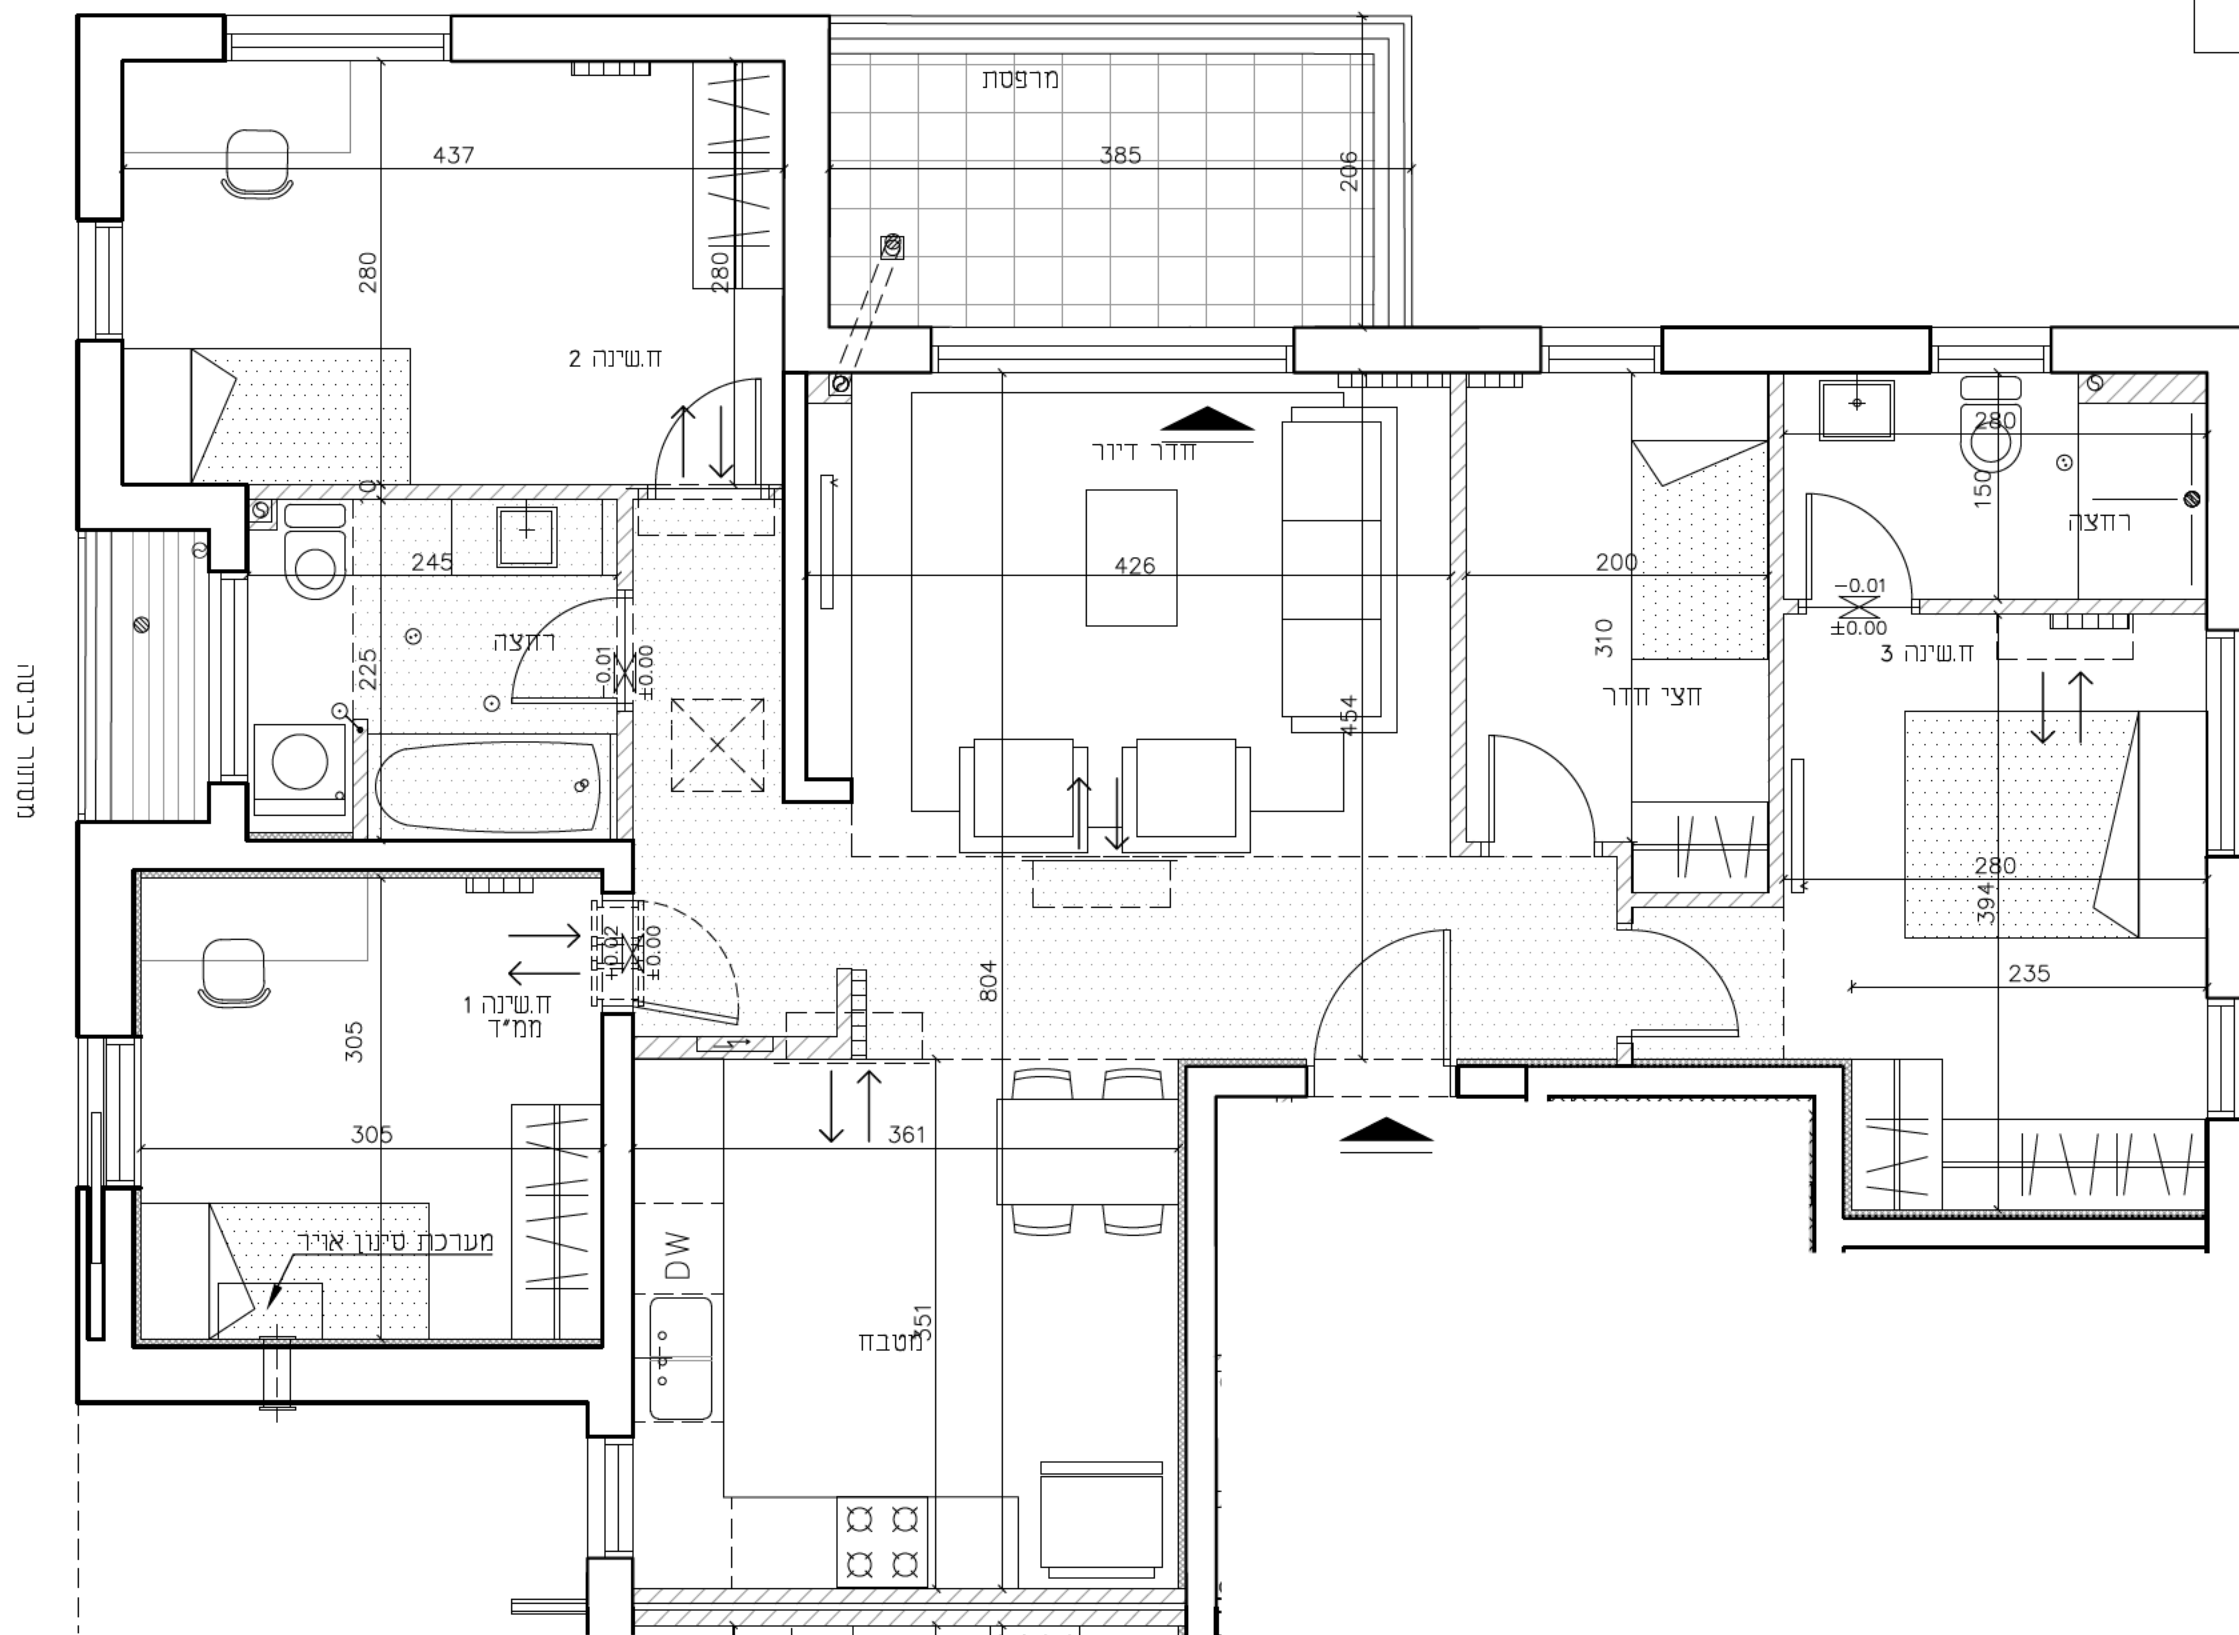 מרפסת
437
385
206
280
280
ח.שינה 2
חדר דיור
280
150
רחצה
245
426
200
-0.01
±0.00
רחצה
225
-0.01
±0.00
310
ח.שינה 3
חצי חדר
454
מסתור כביסה
280
394
+0.02
±0.00
235
804
ח.שינה 1
ממ"ד
305
305
361
מערכת סינון אויר
DW
351
מטבח